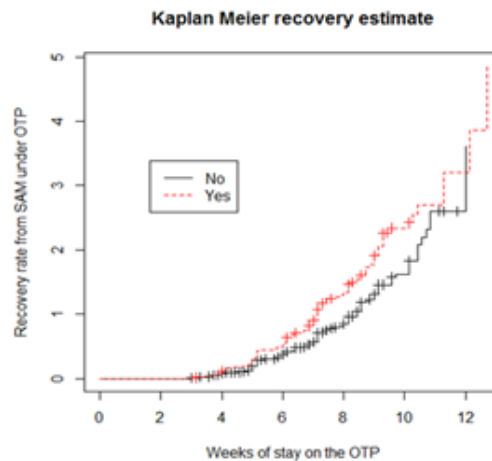 Kaplan Meier recovery estimate
Recovery rate from SAM under OTP
5
4
3
2
1
0
No
Yes
0 2 4 6 8 10 12
Weeks of stay on the OTP